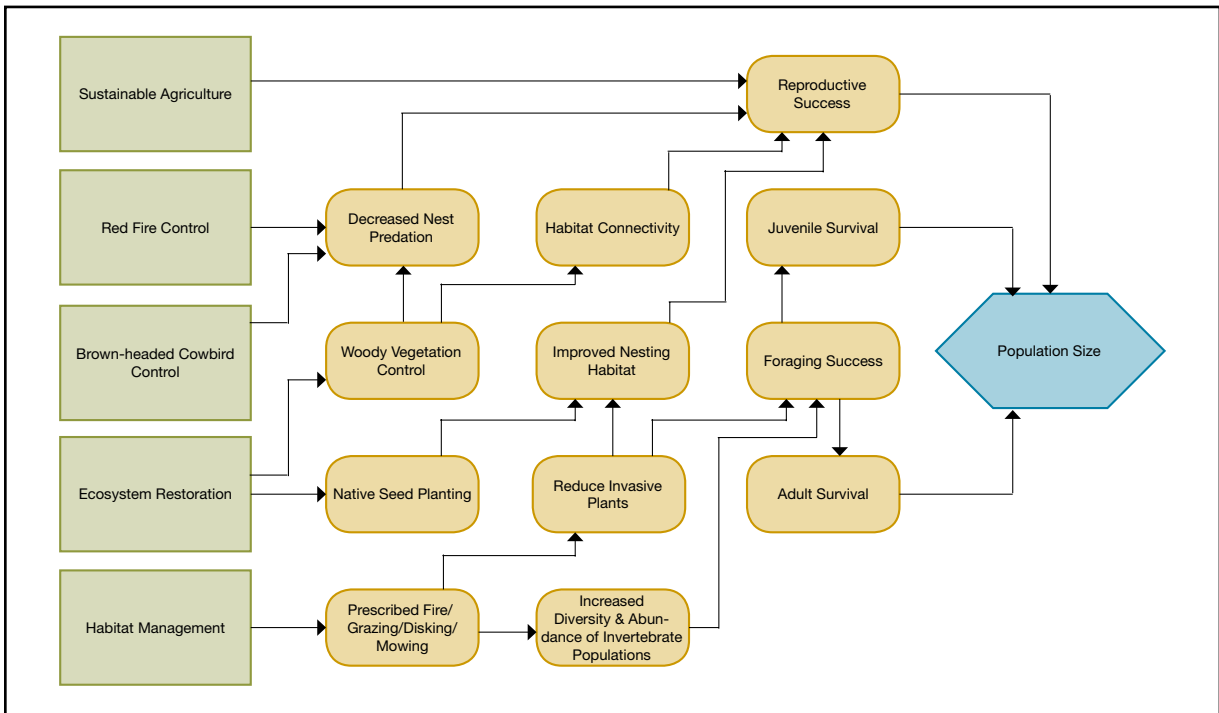 Sustainable Agriculture
Reproductive
Success
Red Fire Control
Decreased Nest
Predation
Habitat Connectivity
Juvenile Survival
Brown-headed Cowbird
Control
Woody Vegetation
Control
Improved Nesting
Habitat
Foraging Success
Population Size
Ecosystem Restoration
Native Seed Planting
Reduce Invasive
Plants
Adult Survival
Habitat Management
Prescribed Fire/
Grazing/Disking/
Mowing
Increased
Diversity & Abun-
dance of Invertebrate
Populations